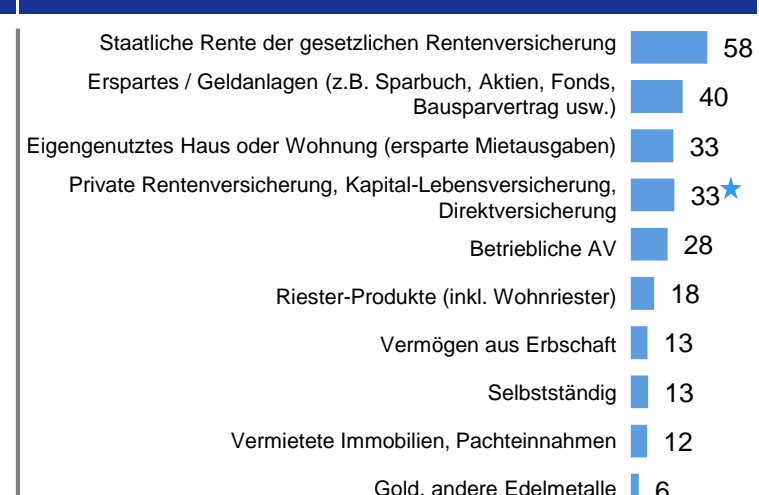 Staatliche Rente der gesetzlichen Rentenversicherung 58
Erspartes / Geldanlagen (z.B. Sparbuch, Aktien, Fonds,
Bausparvertrag usw.) 40
Eigengenutztes Haus oder Wohnung (ersparte Mietausgaben) 33
Private Rentenversicherung, Kapital-Lebensversicherung,
Direktversicherung 33
Betriebliche AV 28
Riester-Produkte (inkl. Wohnriester) 18
Vermögen aus Erbschaft 13
Selbstständig 13
Vermietete Immobilien, Pachteinnahmen 12
Gold, andere Edelmetalle 6